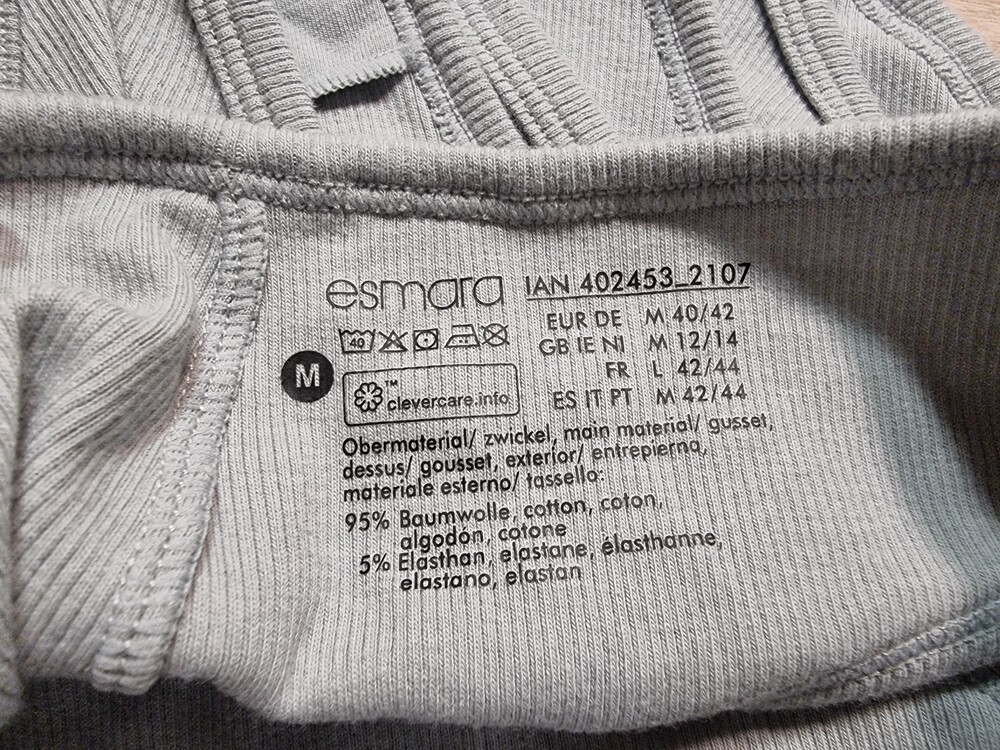 esmara
IAN 402453_2107
40
EUR DE M 40/42
GB IE NI M 12/14
FR L 42/44
ES IT PT M 42/44
M
™
clevercare.info
Obermaterial/ zwickel, main material/ gusset,
dessus/ gousset, exterior/ entrepierna,
materiale esterno/ tassello:
95% Baumwolle, cotton, coton,
algodón, cotone
5% Elasthan, elastane, élasthanne,
elastano, elastan